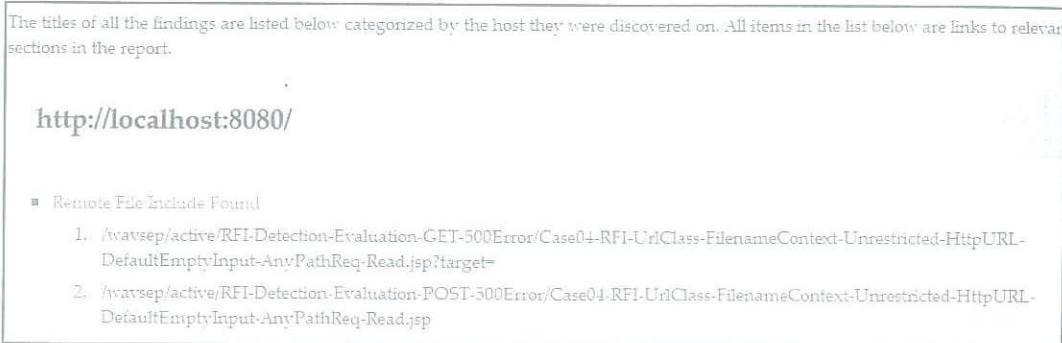 The titles of all the findings are listed below categorized by the host they were discovered on. All items in the list below are links to relevar
sections in the report.
http://localhost:8080/
Remote File Include Found
1. /wavsep/active/RFI-Detection-Evaluation-GET-500Error/Case04-RFI-UrlClass-FilenameContext-Unrestricted-HttpURL-
DefaultEmptyInput-AnyPathReq-Read.jsp?target=
2. /wavsep/active/RFI-Detection-Evaluation-POST-500Error/Case04-RFI-UrlClass-FilenameContext-Unrestricted-HttpURL-
DefaultEmptyInput-AnyPathReq-Read.jsp